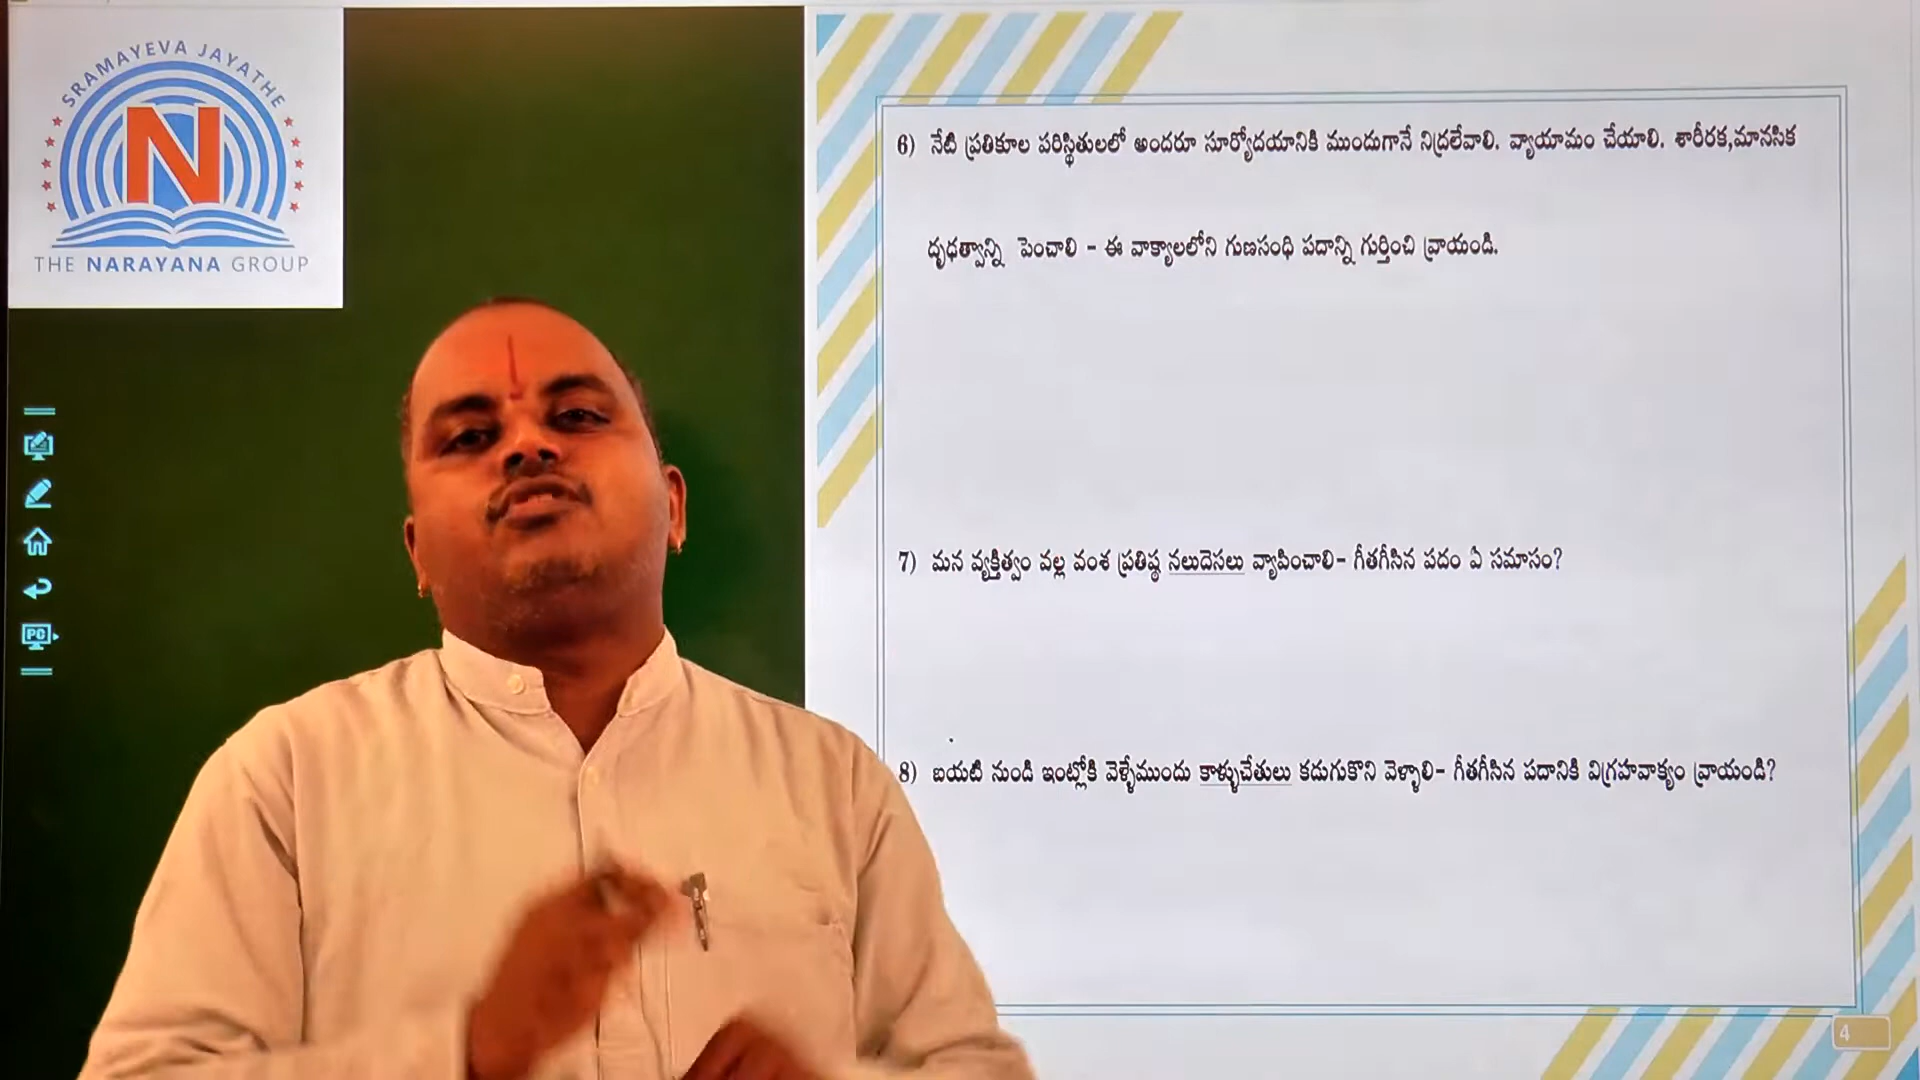 SRAMAYEVA JAYATHE
N
THE NARAYANA GROUP
PC
6) నేటి ప్రతికూల పరిస్థితులలో అందరూ సూర్యోదయానికి ముందుగానే నిద్రలేవాలి. వ్యాయామం చేయాలి. శారీరక,మానసిక
దృఢత్వాన్ని పెంచాలి - ఈ వాక్యాలలోని గుణసంధి పదాన్ని గుర్తించి వ్రాయండి.
7) మన వ్యక్తిత్వం వల్ల వంశ ప్రతిష్ఠ నలుదెసలు వ్యాపించాలి- గీతగీసిన పదం ఏ సమాసం?
8) బయటి నుండి ఇంట్లోకి వెళ్ళేముందు కాళ్ళుచేతులు కడుగుకొని వెళ్ళాలి- గీతగీసిన పదానికి విగ్రహవాక్యం వ్రాయండి?
4